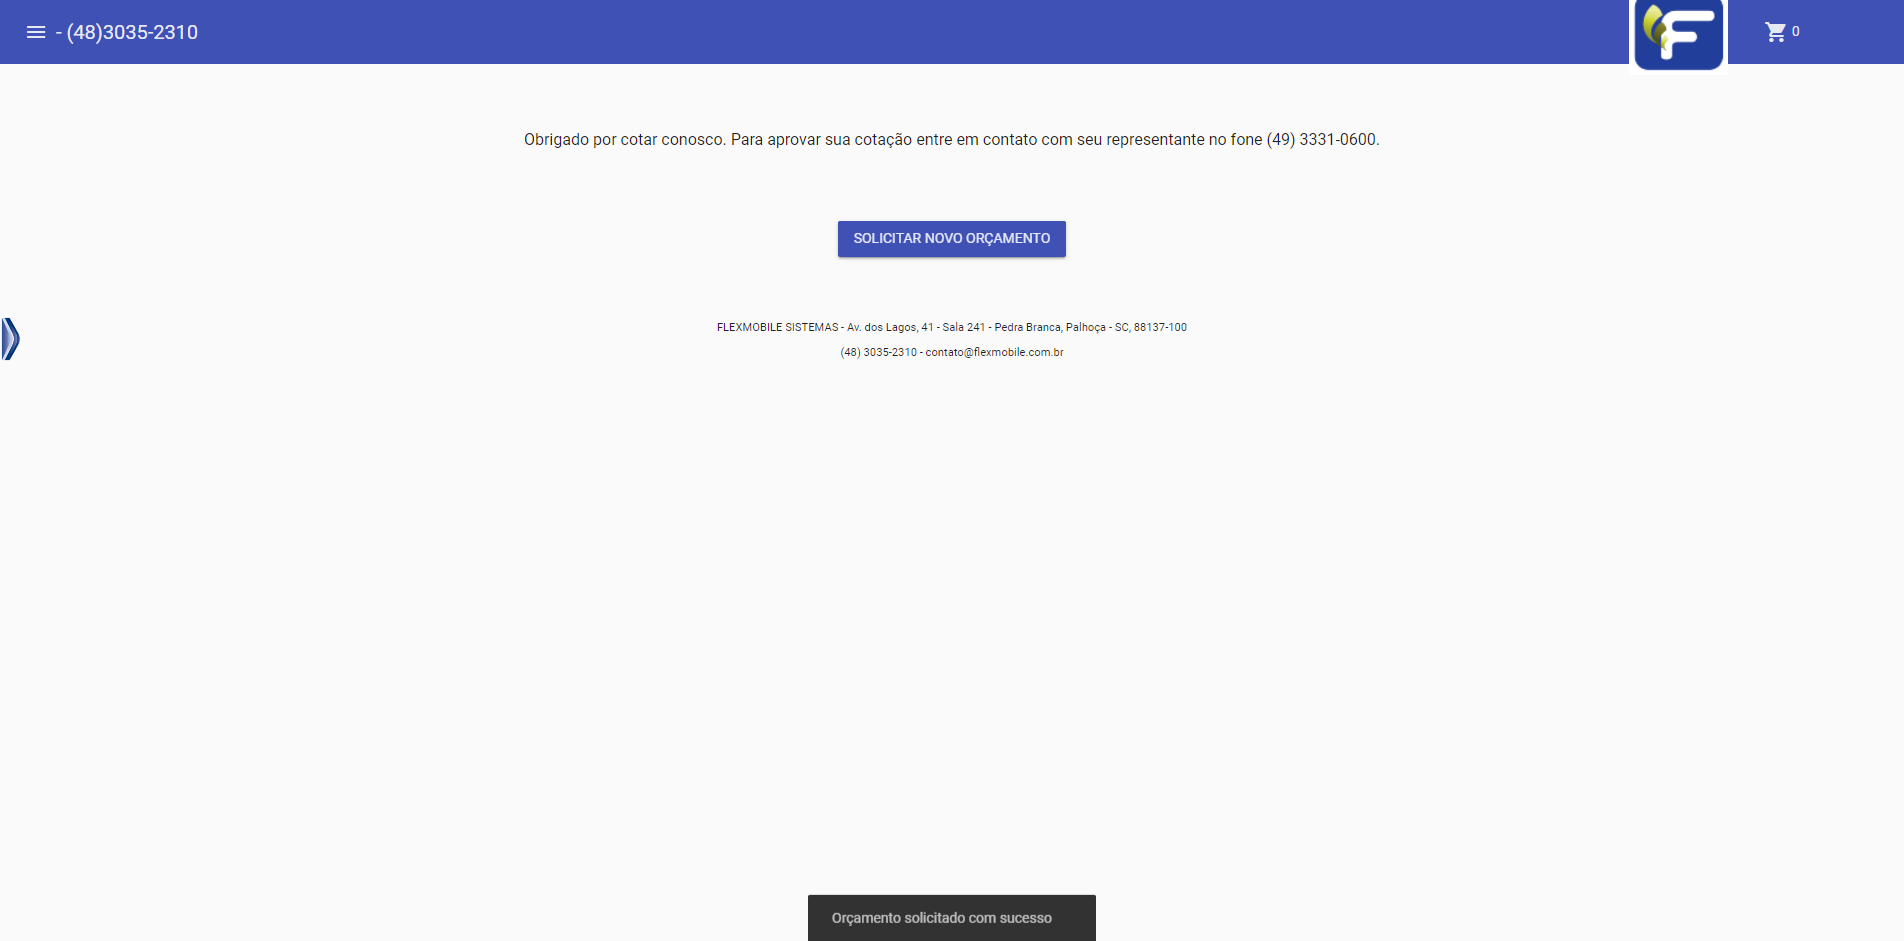 - (48)3035-2310
F
0
Obrigado por cotar conosco. Para aprovar sua cotação entre em contato com seu representante no fone (49) 3331-0600.
SOLICITAR NOVO ORÇAMENTO
FLEXMOBILE SISTEMAS - Av. dos Lagos, 41 - Sala 241 - Pedra Branca, Palhoça - SC, 88137-100
(48) 3035-2310 - contato@flexmobile.com.br
Orçamento solicitado com sucesso